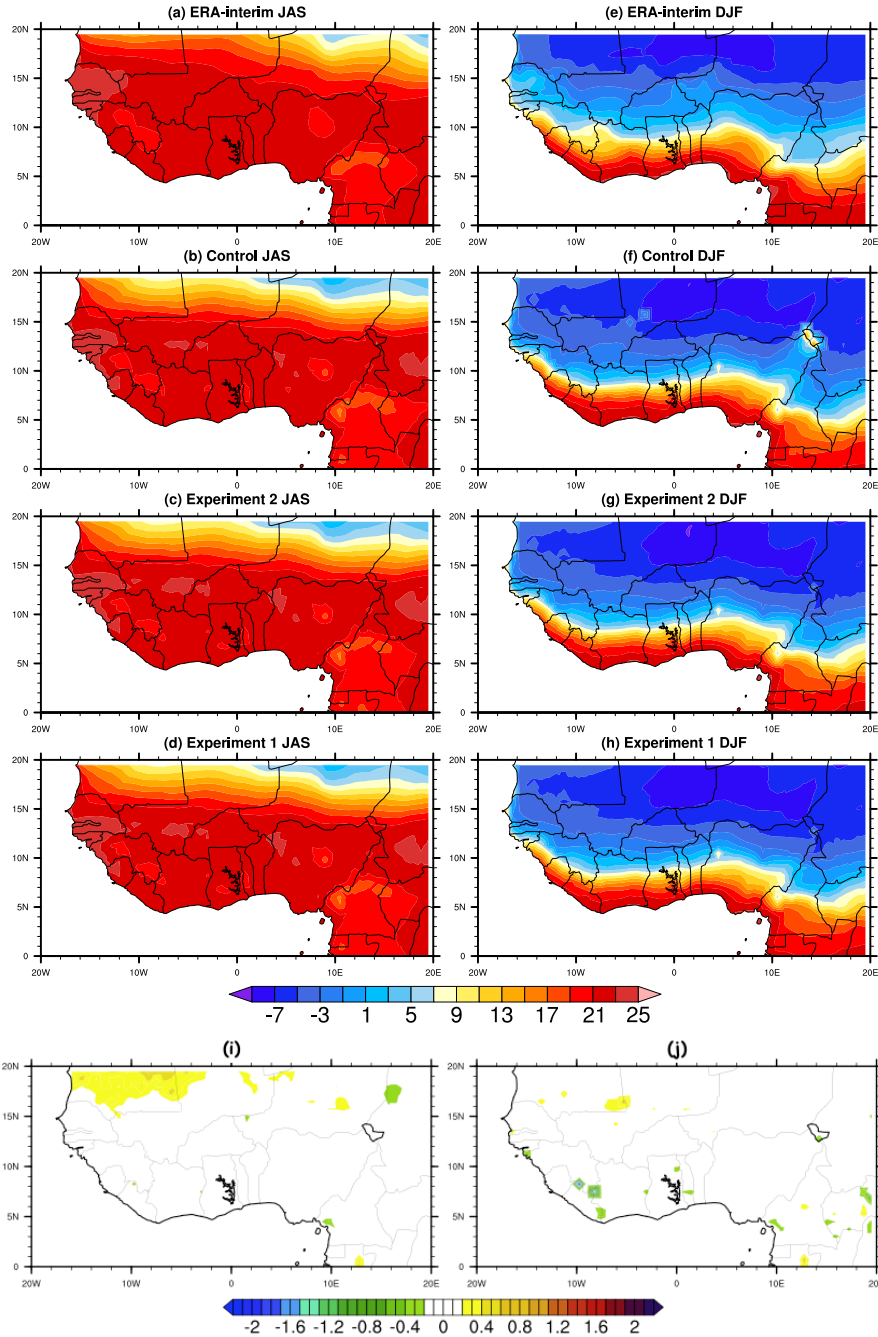 (a) ERA-interim JAS
(e) ERA-interim DJF
20N
15N
10N
5N
0
20W 10W 0 10E 20E
20N
15N
10N
5N
0
20W 10W 0 10E 20E
(b) Control JAS
(f) Control DJF
20N
15N
10N
5N
0
20W 10W 0 10E 20E
20N
15N
10N
5N
0
20W 10W 0 10E 20E
(c) Experiment 2 JAS
(g) Experiment 2 DJF
20N
15N
10N
5N
0
20W 10W 0 10E 20E
20N
15N
10N
5N
0
20W 10W 0 10E 20E
(d) Experiment 1 JAS
(h) Experiment 1 DJF
20N
15N
10N
5N
0
20W 10W 0 10E 20E
20N
15N
10N
5N
0
20W 10W 0 10E 20E
-7 -3 1 5 9 13 17 21 25
(i)
(j)
20N
15N
10N
5N
0
20W 10W 0 10E 20E
20N
15N
10N
5N
0
20W 10W 0 10E 20E
-2 -1.6 -1.2 -0.8 -0.4 0 0.4 0.8 1.2 1.6 2